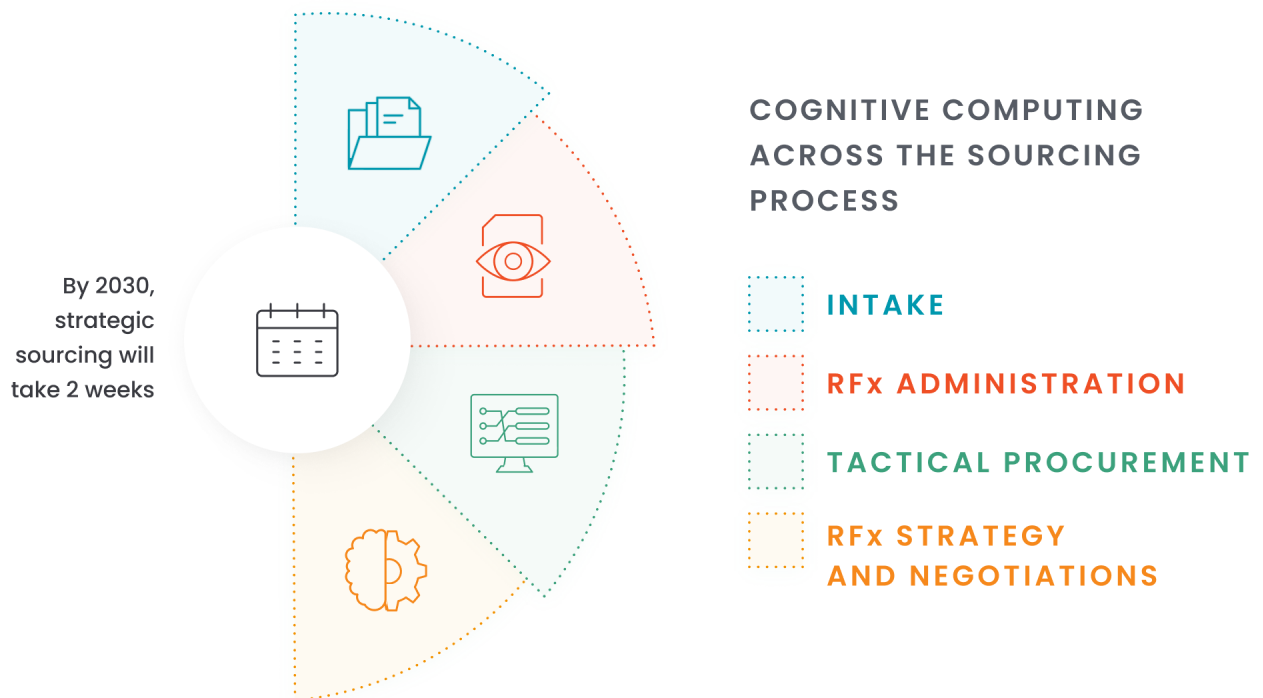 By 2030,
strategic
sourcing will
take 2 weeks
COGNITIVE COMPUTING
ACROSS THE SOURCING
PROCESS
INTAKE
RFx ADMINISTRATION
TACTICAL PROCUREMENT
RFx STRATEGY
AND NEGOTIATIONS